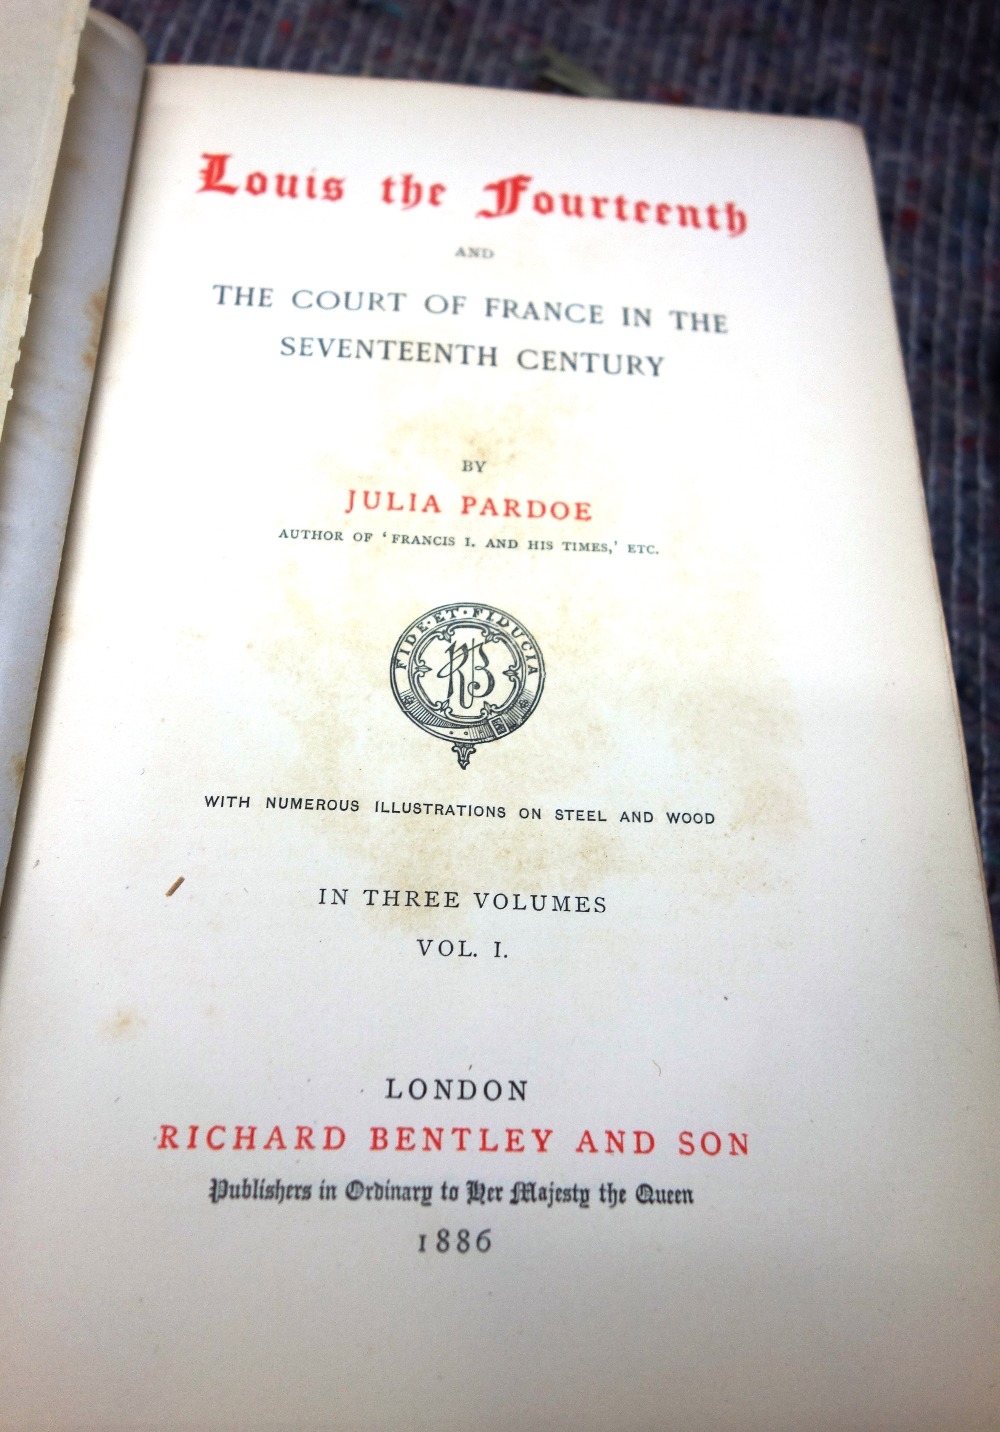 Louis the Fourteenth
AND
THE COURT OF FRANCE IN THE
SEVENTEENTH CENTURY
BY
JULIA PARDOE
AUTHOR OF ‘FRANCIS I. AND HIS TIMES,’ ETC.
FIDE·ET·FIDUCIA
RB
WITH NUMEROUS ILLUSTRATIONS ON STEEL AND WOOD
IN THREE VOLUMES
VOL. I.
LONDON
RICHARD BENTLEY AND SON
Publishers in Ordinary to Her Majesty the Queen
1886